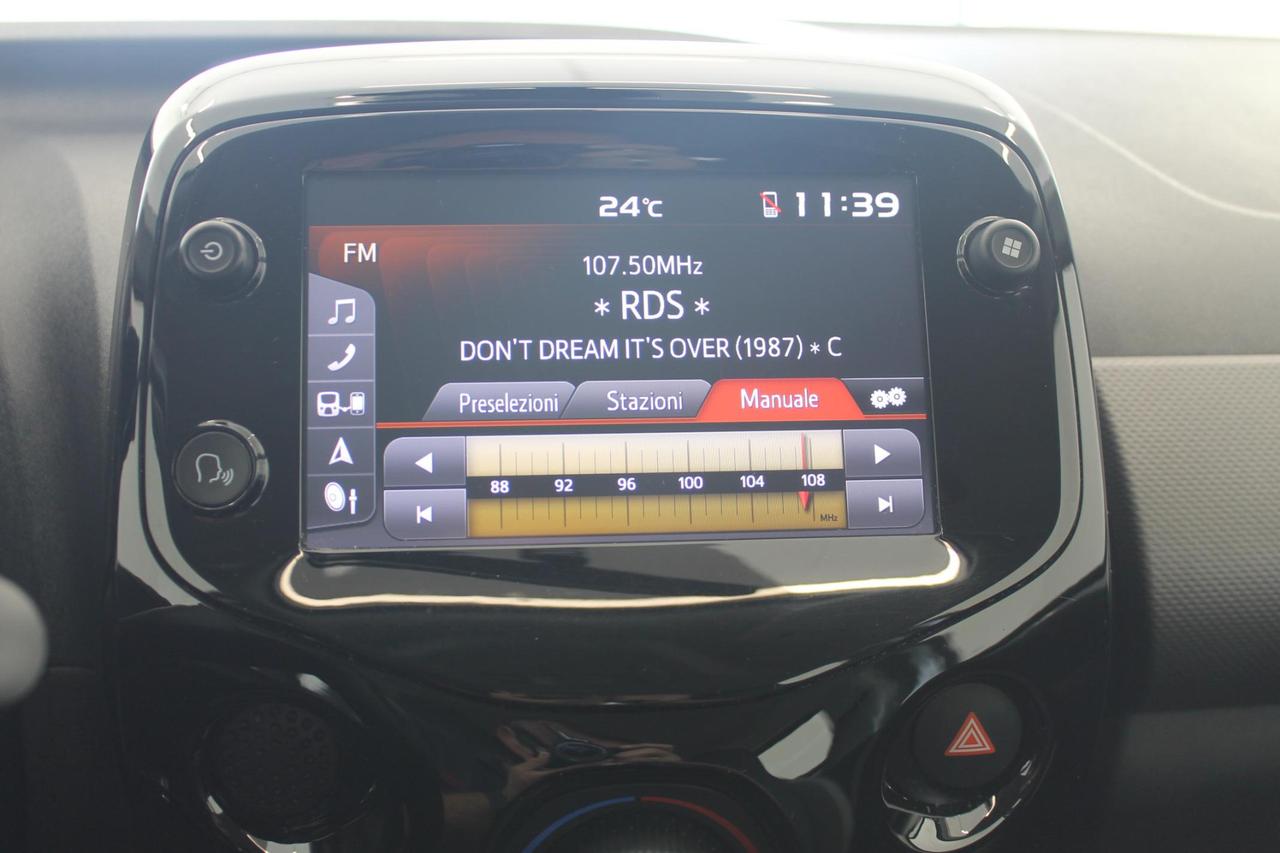 24°C 11:39
FM
107.50MHz
* RDS *
DON'T DREAM IT'S OVER (1987) * C
Preselezioni Stazioni Manuale
88 92 96 100 104 108
MHz